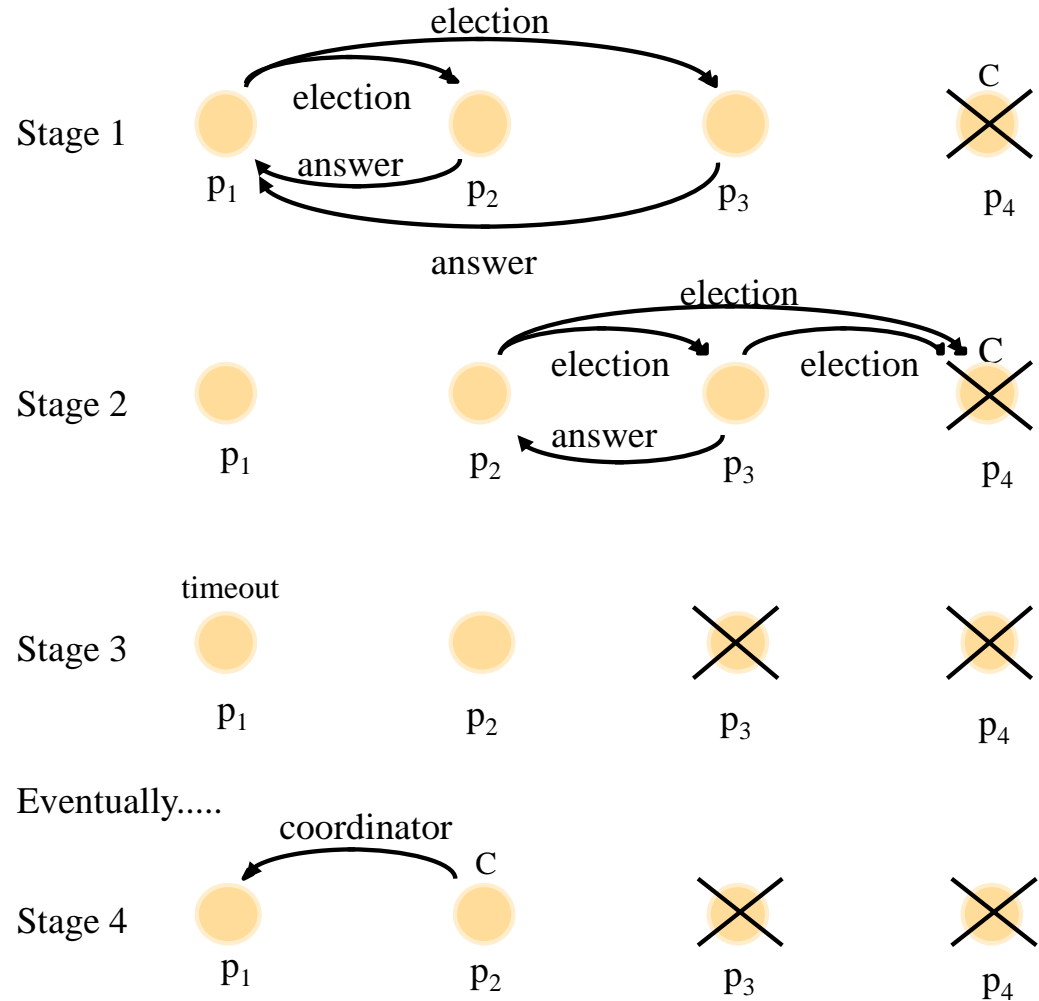 election
C
election
Stage 1
answer
p₁
p₂
p₃
p₄
answer
election
C
election
election
Stage 2
answer
p₁
p₂
p₃
p₄
timeout
Stage 3
p₁
p₂
p₃
p₄
Eventually.....
coordinator
C
Stage 4
p₁
p₂
p₃
p₄